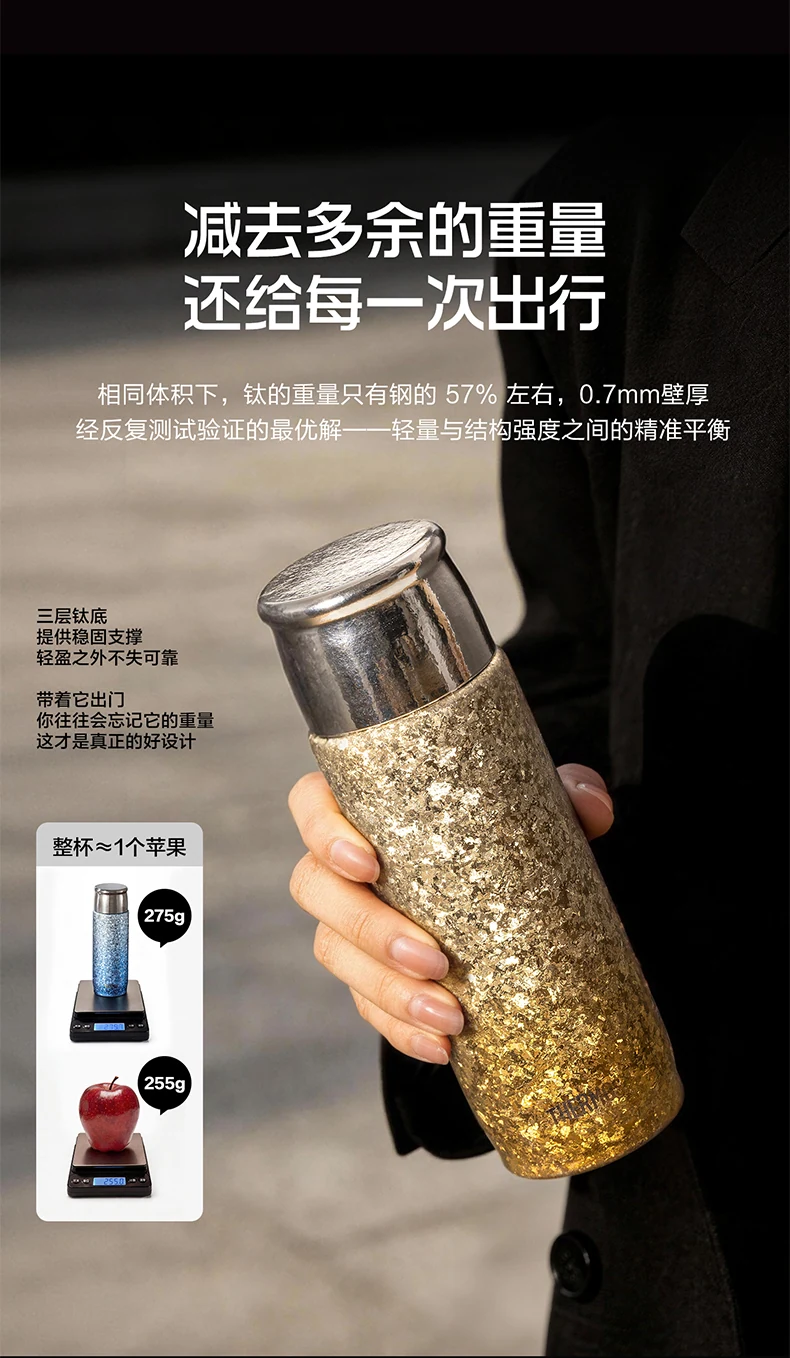 减去多余的重量
还给每一次出行
相同体积下，钛的重量只有钢的 57% 左右，0.7mm壁厚
经反复测试验证的最优解——轻量与结构强度之间的精准平衡
三层钛底
提供稳固支撑
轻盈之外不失可靠
带着它出门
你往往会忘记它的重量
这才是真正的好设计
整杯≈1个苹果
275g
255g
THERMOS